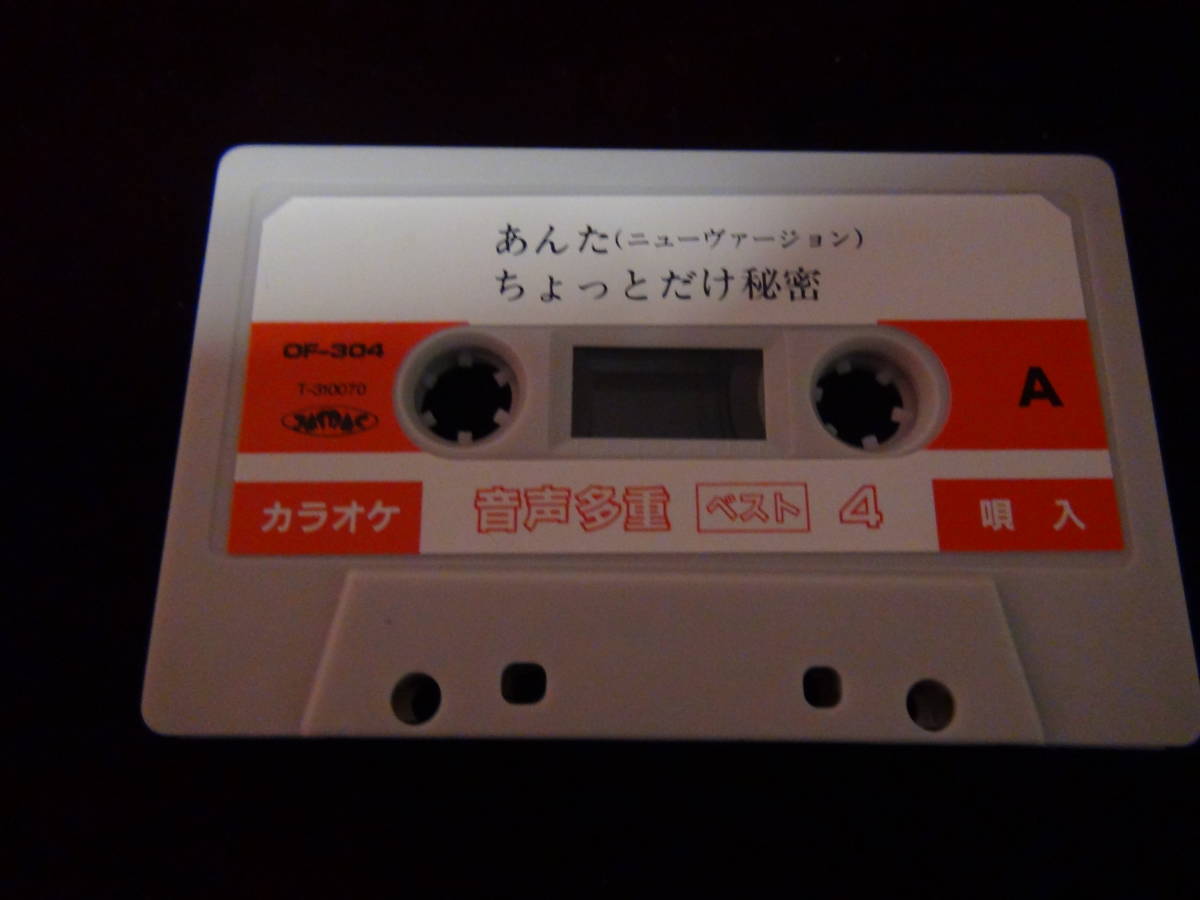 あんた(ニューヴァージョン)
ちょっとだけ秘密
OF-304
T-310070
A
カラオケ
音声多重 ベスト 4
唄入